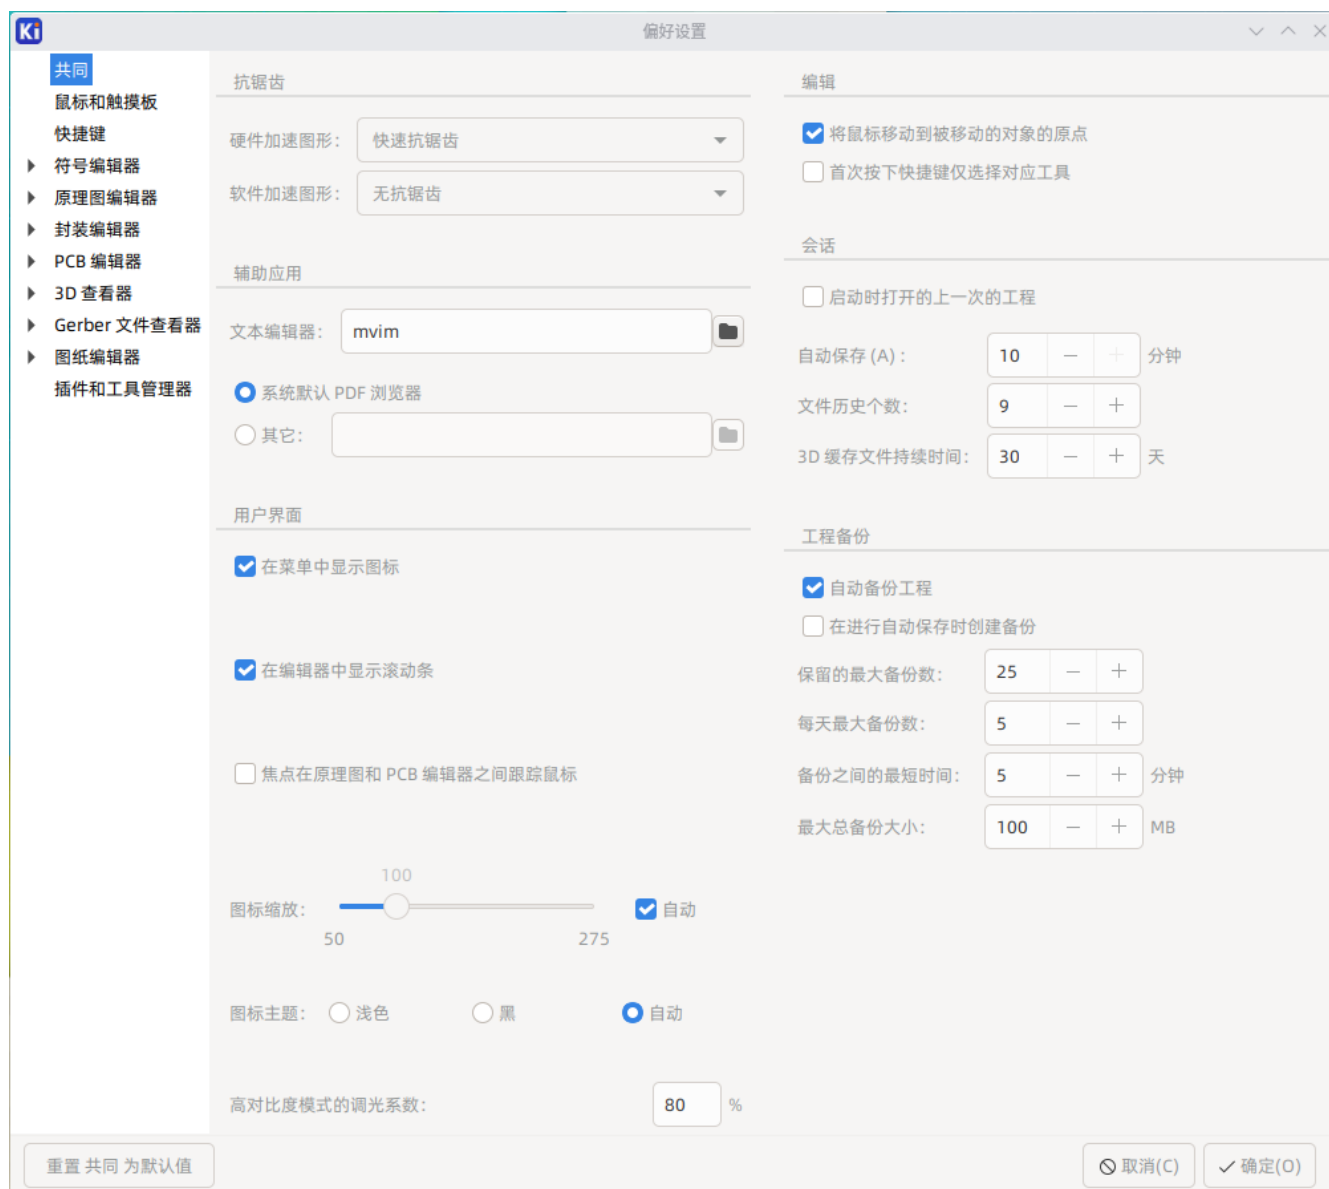 Ki
偏好设置
共同
鼠标和触摸板
快捷键
符号编辑器
原理图编辑器
封装编辑器
PCB 编辑器
3D 查看器
Gerber 文件查看器
图纸编辑器
插件和工具管理器
抗锯齿
硬件加速图形： 快速抗锯齿
软件加速图形： 无抗锯齿
辅助应用
文本编辑器： mvim
系统默认 PDF 浏览器
其它：
用户界面
在菜单中显示图标
在编辑器中显示滚动条
焦点在原理图和 PCB 编辑器之间跟踪鼠标
100
图标缩放： 自动
50 275
图标主题： 浅色 黑 自动
高对比度模式的调光系数： 80 %
编辑
将鼠标移动到被移动的对象的原点
首次按下快捷键仅选择对应工具
会话
启动时打开的上一次的工程
自动保存 (A)： 10 − + 分钟
文件历史个数： 9 − +
3D 缓存文件持续时间： 30 − + 天
工程备份
自动备份工程
在进行自动保存时创建备份
保留的最大备份数： 25 − +
每天最大备份数： 5 − +
备份之间的最短时间： 5 − + 分钟
最大总备份大小： 100 − + MB
重置 共同 为默认值
取消(C) 确定(O)